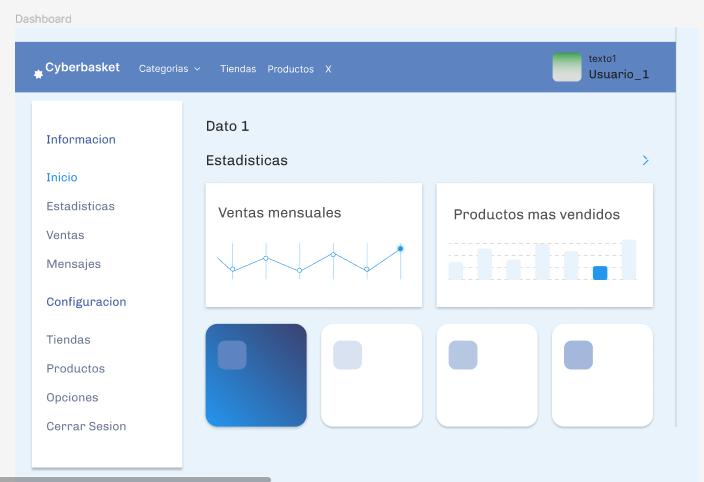 Dashboard
Cyberbasket
Categorias
Tiendas
Productos
X
texto1
Usuario_1
Informacion
Inicio
Estadisticas
Ventas
Mensajes
Configuracion
Tiendas
Productos
Opciones
Cerrar Sesion
Dato 1
Estadisticas
Ventas mensuales
Productos mas vendidos